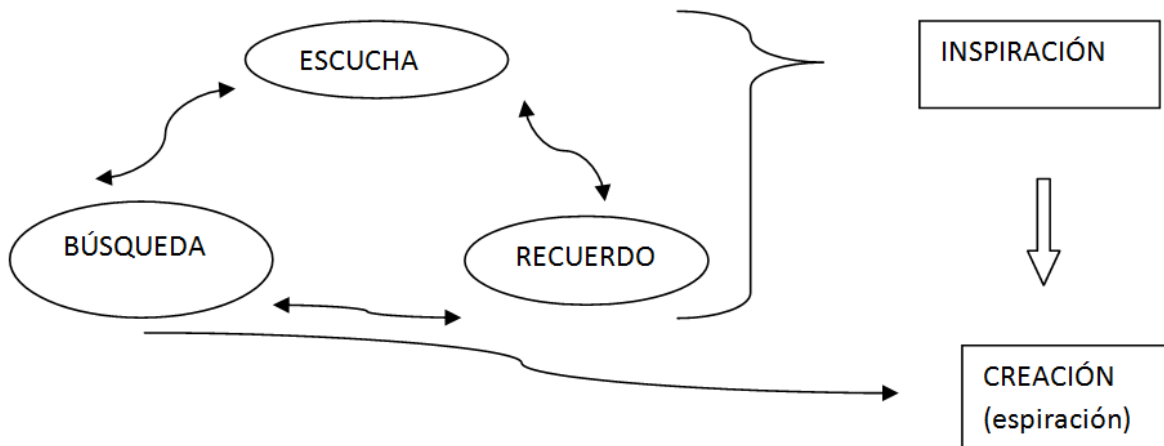 ESCUCHA
INSPIRACIÓN
BÚSQUEDA
RECUERDO
CREACIÓN
(espiración)